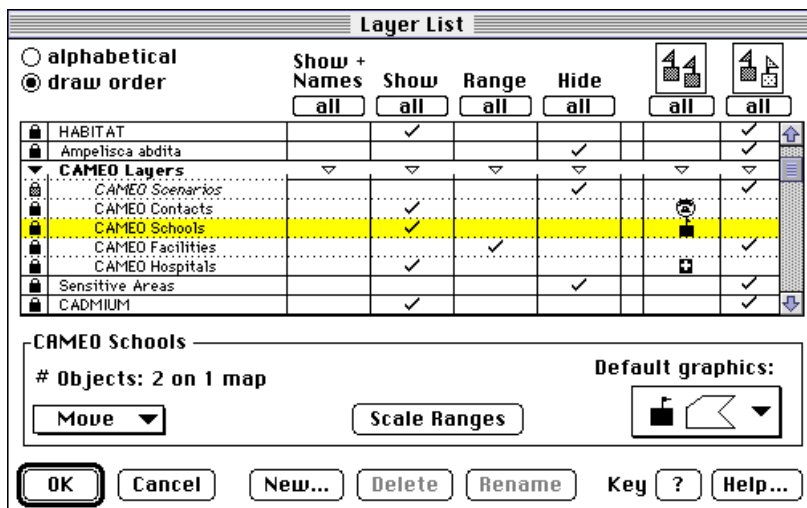 Layer List
alphabetical
draw order
Show +
Names Show Range Hide
all all all all all all
HABITAT
Ampelisca abdita
CAMEO Layers
CAMEO Scenarios
CAMEO Contacts
CAMEO Schools
CAMEO Facilities
CAMEO Hospitals
Sensitive Areas
CADMIUM
CAMEO Schools
# Objects: 2 on 1 map
Default graphics:
Move Scale Ranges
OK Cancel New... Delete Rename Key ? Help...